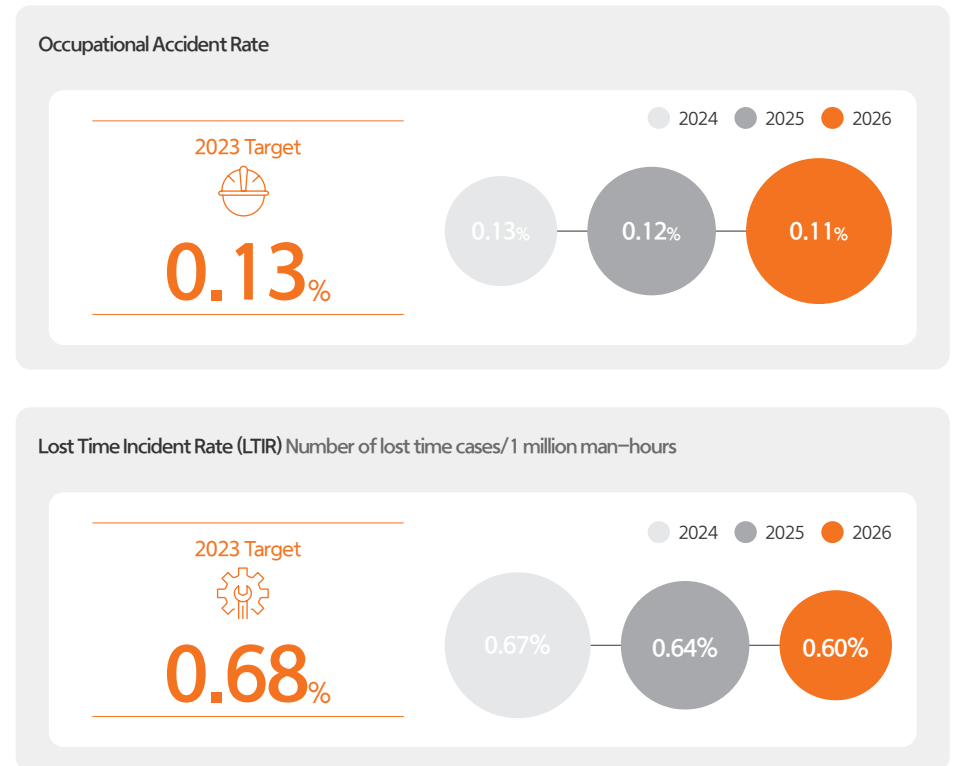 Occupational Accident Rate
2024 2025 2026
2023 Target
0.13%
0.13% 0.12% 0.11%
Lost Time Incident Rate (LTIR) Number of lost time cases/1 million man-hours
2024 2025 2026
2023 Target
0.68%
0.67% 0.64% 0.60%